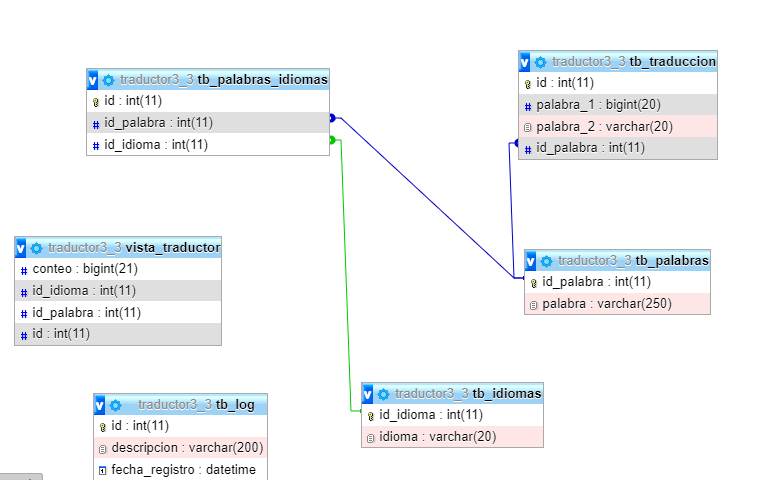 traductor3_3 tb_palabras_idiomas
id : int(11)
id_palabra : int(11)
id_idioma : int(11)
traductor3_3 tb_traduccion
id : int(11)
palabra_1 : bigint(20)
palabra_2 : varchar(20)
id_palabra : int(11)
traductor3_3 vista_traductor
conteo : bigint(21)
id_idioma : int(11)
id_palabra : int(11)
id : int(11)
traductor3_3 tb_palabras
id_palabra : int(11)
palabra : varchar(250)
traductor3_3 tb_log
id : int(11)
descripcion : varchar(200)
fecha_registro : datetime
traductor3_3 tb_idiomas
id_idioma : int(11)
idioma : varchar(20)